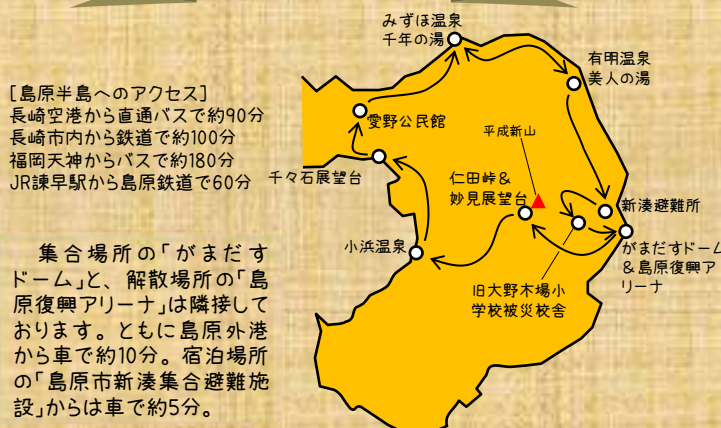 [島原半島へのアクセス]
長崎空港から直通バスで約90分
長崎市内から鉄道で約100分
福岡天神からバスで約180分
JR諫早駅から島原鉄道で60分
集合場所の「がまだす
ドーム」と、解散場所の「島
原復興アリーナ」は隣接して
おります。ともに島原外港
から車で約10分。宿泊場所
の「島原市新湊集合避難施
設」からは車で約5分。
みずほ温泉
千年の湯
有明温泉
美人の湯
愛野公民館
平成新山
千々石展望台
仁田峠&
妙見展望台
新湊避難所
小浜温泉
がまだすドーム
&島原復興ア
リーナ
旧大野木場小
学校被災校舎